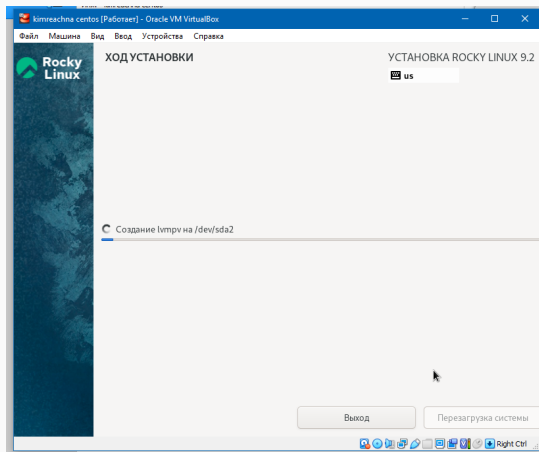 kimreachna centos [Работает] - Oracle VM VirtualBox
Файл Машина Вид Ввод Устройства Справка
Rocky
Linux
ХОД УСТАНОВКИ
УСТАНОВКА ROCKY LINUX 9.2
us
Создание lvmpv на /dev/sda2
Выход
Перезагрузка системы
Right Ctrl